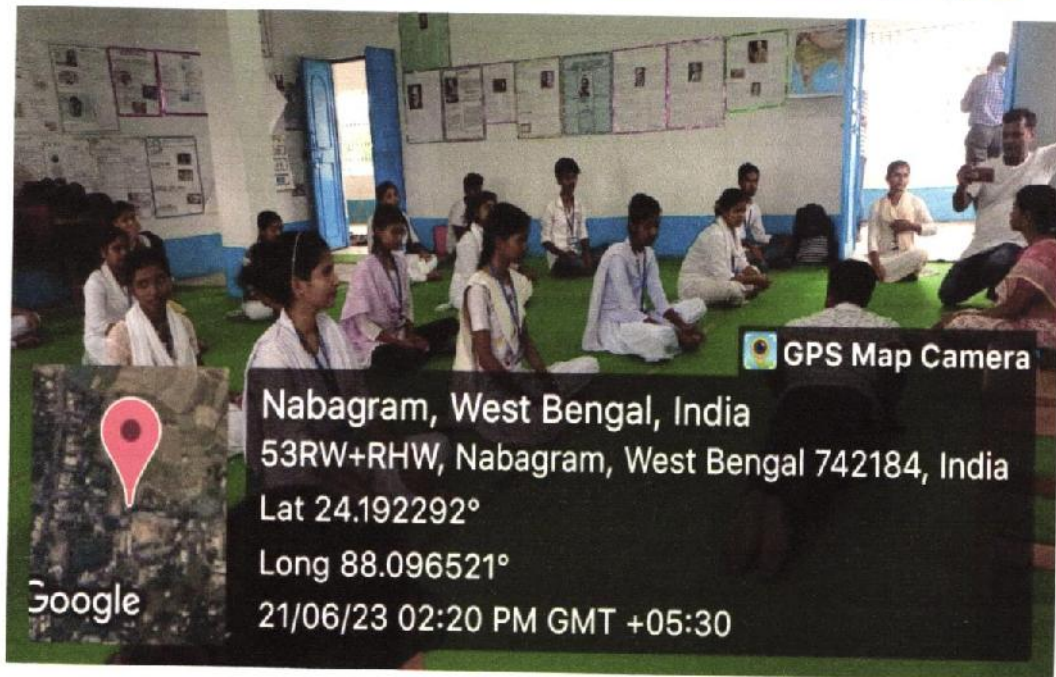 GPS Map Camera
Nabagram, West Bengal, India
53RW+RHW, Nabagram, West Bengal 742184, India
Lat 24.192292°
Long 88.096521°
21/06/23 02:20 PM GMT +05:30
Google